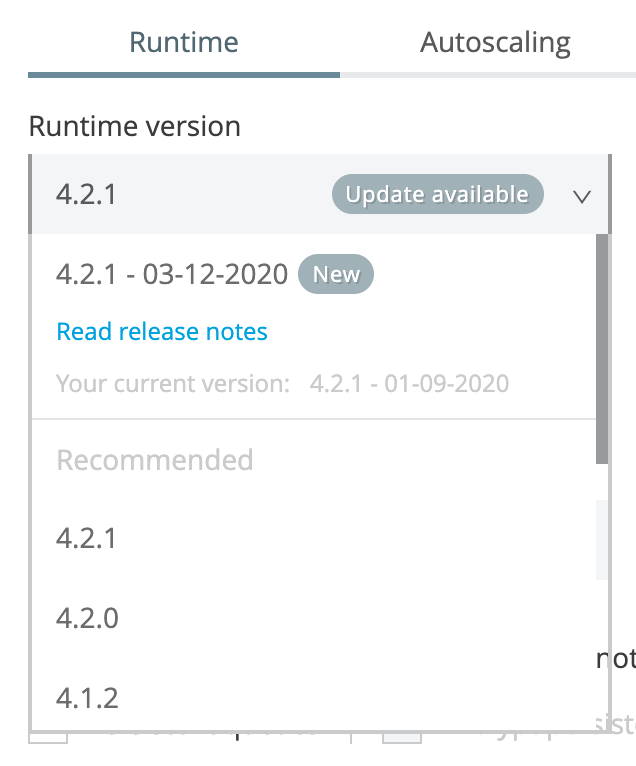 Runtime Autoscaling
Runtime version
4.2.1 Update available
4.2.1 - 03-12-2020 New
Read release notes
Your current version: 4.2.1 - 01-09-2020
Recommended
4.2.1
4.2.0
4.1.2